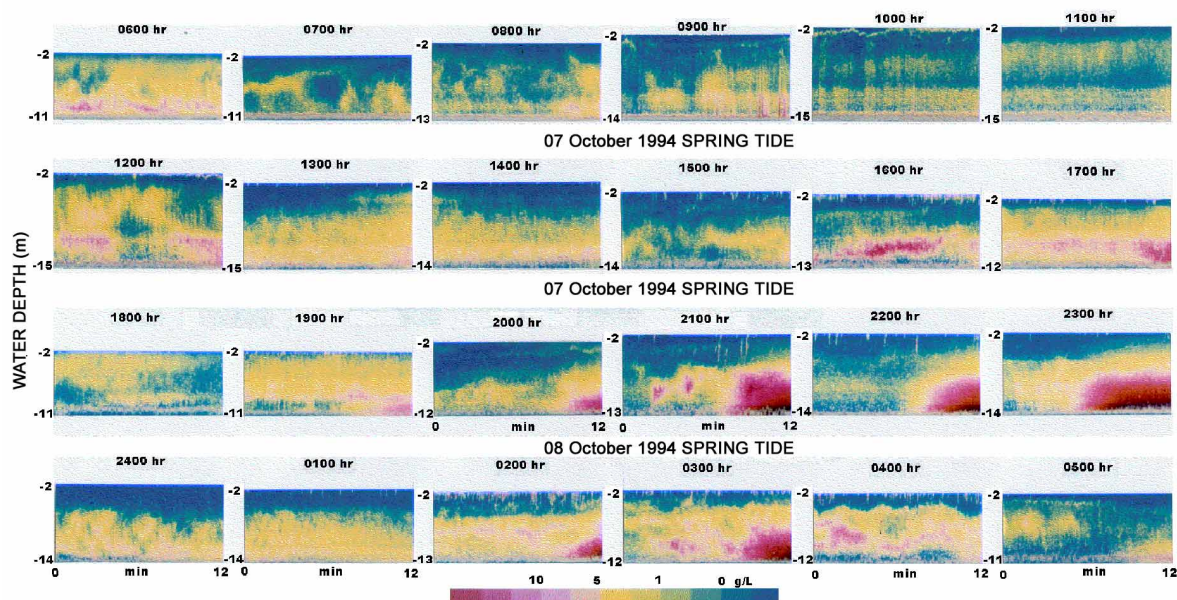 0600 hr 0700 hr 0800 hr 0900 hr 1000 hr 1100 hr
-2 -2 -2 -2 -2 -2
-11 -11 -13 -14 -15 -15
07 October 1994 SPRING TIDE
1200 hr 1300 hr 1400 hr 1500 hr 1600 hr 1700 hr
-2 -2 -2 -2 -2 -2
-15 -15 -14 -14 -13 -12
07 October 1994 SPRING TIDE
WATER DEPTH (m)
1800 hr 1900 hr 2000 hr 2100 hr 2200 hr 2300 hr
-2 -2 -2 -2 -2 -2
-11 -11 -12 -13 -14 -14
0 min 12 0 min 12
08 October 1994 SPRING TIDE
2400 hr 0100 hr 0200 hr 0300 hr 0400 hr 0500 hr
-2 -2 -2 -2 -2 -2
-14 -14 -13 -12 -12 -11
0 min 12 0 min 12
10 5 1 0 g/L